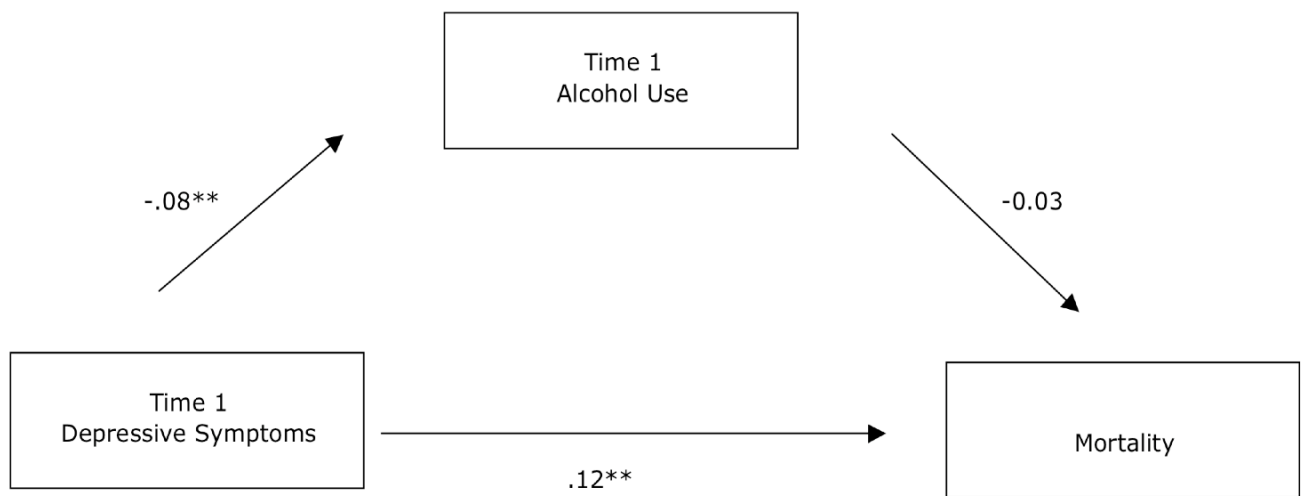 Time 1
Alcohol Use
-.08**
-0.03
Time 1
Depressive Symptoms
Mortality
.12**